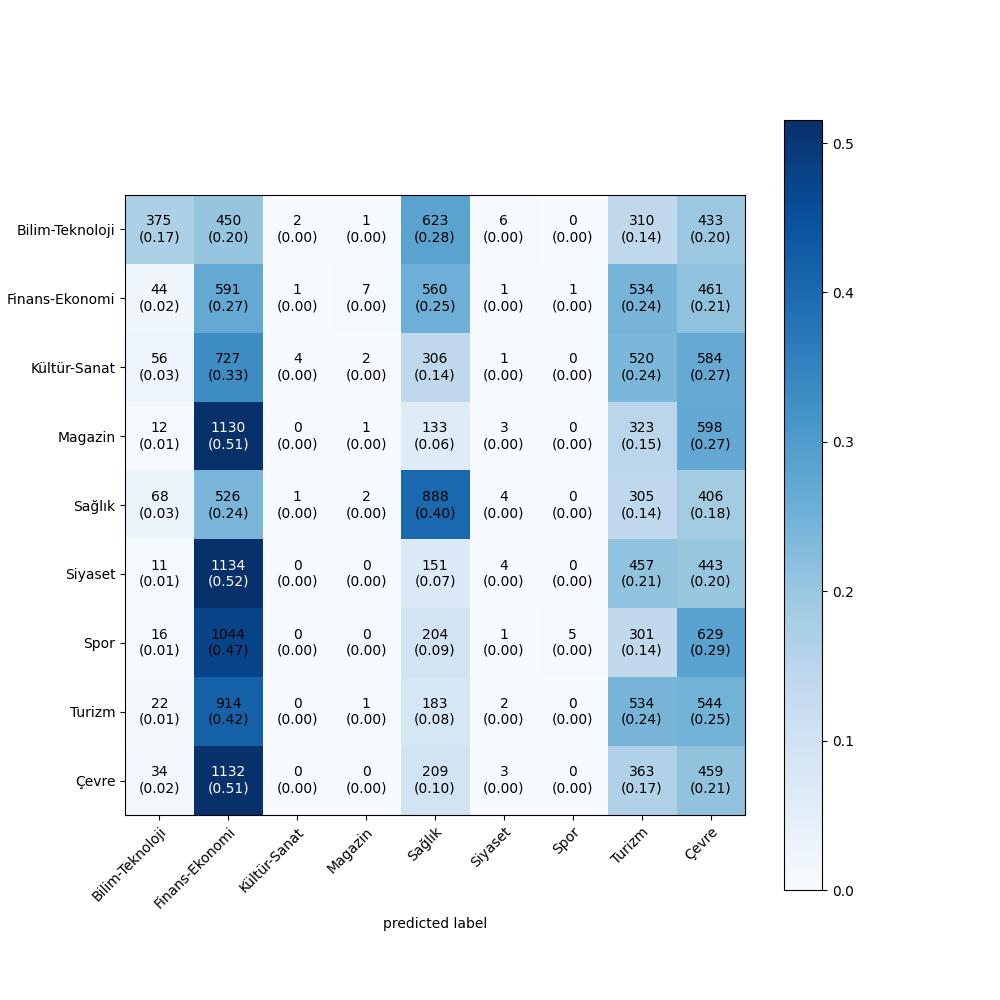 0.5
Bilim-Teknoloji 375 450 2 1 623 6 0 310 433
(0.17) (0.20) (0.00) (0.00) (0.28) (0.00) (0.00) (0.14) (0.20)
Finans-Ekonomi 44 591 1 7 560 1 1 534 461
(0.02) (0.27) (0.00) (0.00) (0.25) (0.00) (0.00) (0.24) (0.21)
0.4
Kültür-Sanat 56 727 4 2 306 1 0 520 584
(0.03) (0.33) (0.00) (0.00) (0.14) (0.00) (0.00) (0.24) (0.27)
Magazin 12 1130 0 1 133 3 0 323 598
(0.01) (0.51) (0.00) (0.00) (0.06) (0.00) (0.00) (0.15) (0.27)
0.3
Sağlık 68 526 1 2 888 4 0 305 406
(0.03) (0.24) (0.00) (0.00) (0.40) (0.00) (0.00) (0.14) (0.18)
Siyaset 11 1134 0 0 151 4 0 457 443
(0.01) (0.52) (0.00) (0.00) (0.07) (0.00) (0.00) (0.21) (0.20)
0.2
Spor 16 1044 0 0 204 1 5 301 629
(0.01) (0.47) (0.00) (0.00) (0.09) (0.00) (0.00) (0.14) (0.29)
Turizm 22 914 0 1 183 2 0 534 544
(0.01) (0.42) (0.00) (0.00) (0.08) (0.00) (0.00) (0.24) (0.25)
0.1
Çevre 34 1132 0 0 209 3 0 363 459
(0.02) (0.51) (0.00) (0.00) (0.10) (0.00) (0.00) (0.17) (0.21)
0.0
Bilim-Teknoloji Finans-Ekonomi Kültür-Sanat Magazin Sağlık Siyaset Spor Turizm Çevre
predicted label